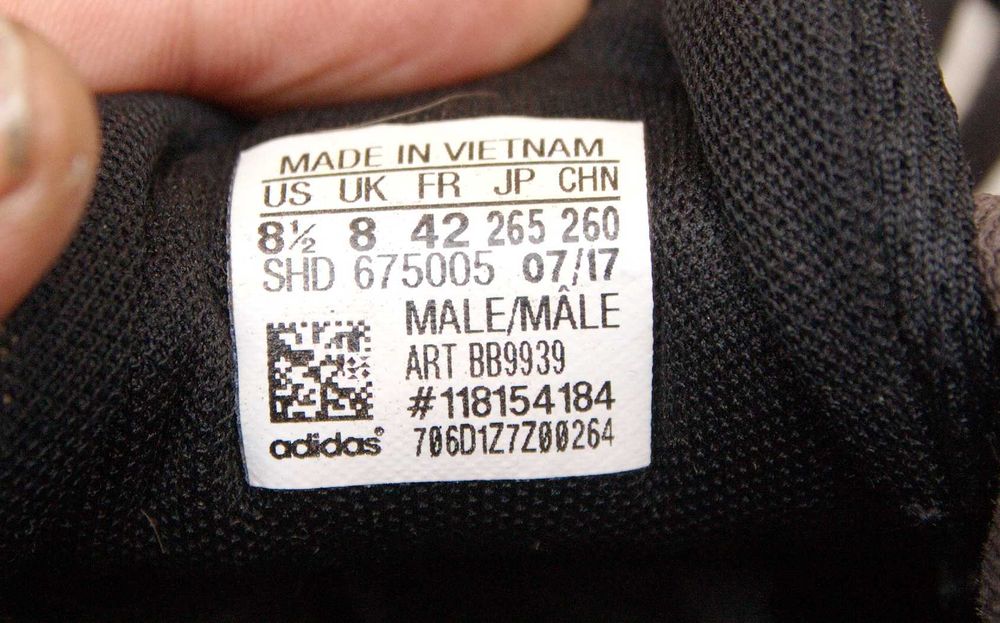 MADE IN VIETNAM
US UK FR JP CHN
8½ 8 42 265 260
SHD 675005 07/17
MALE/MÂLE
ART BB9939
#118154184
adidas® 706D1Z7Z00264